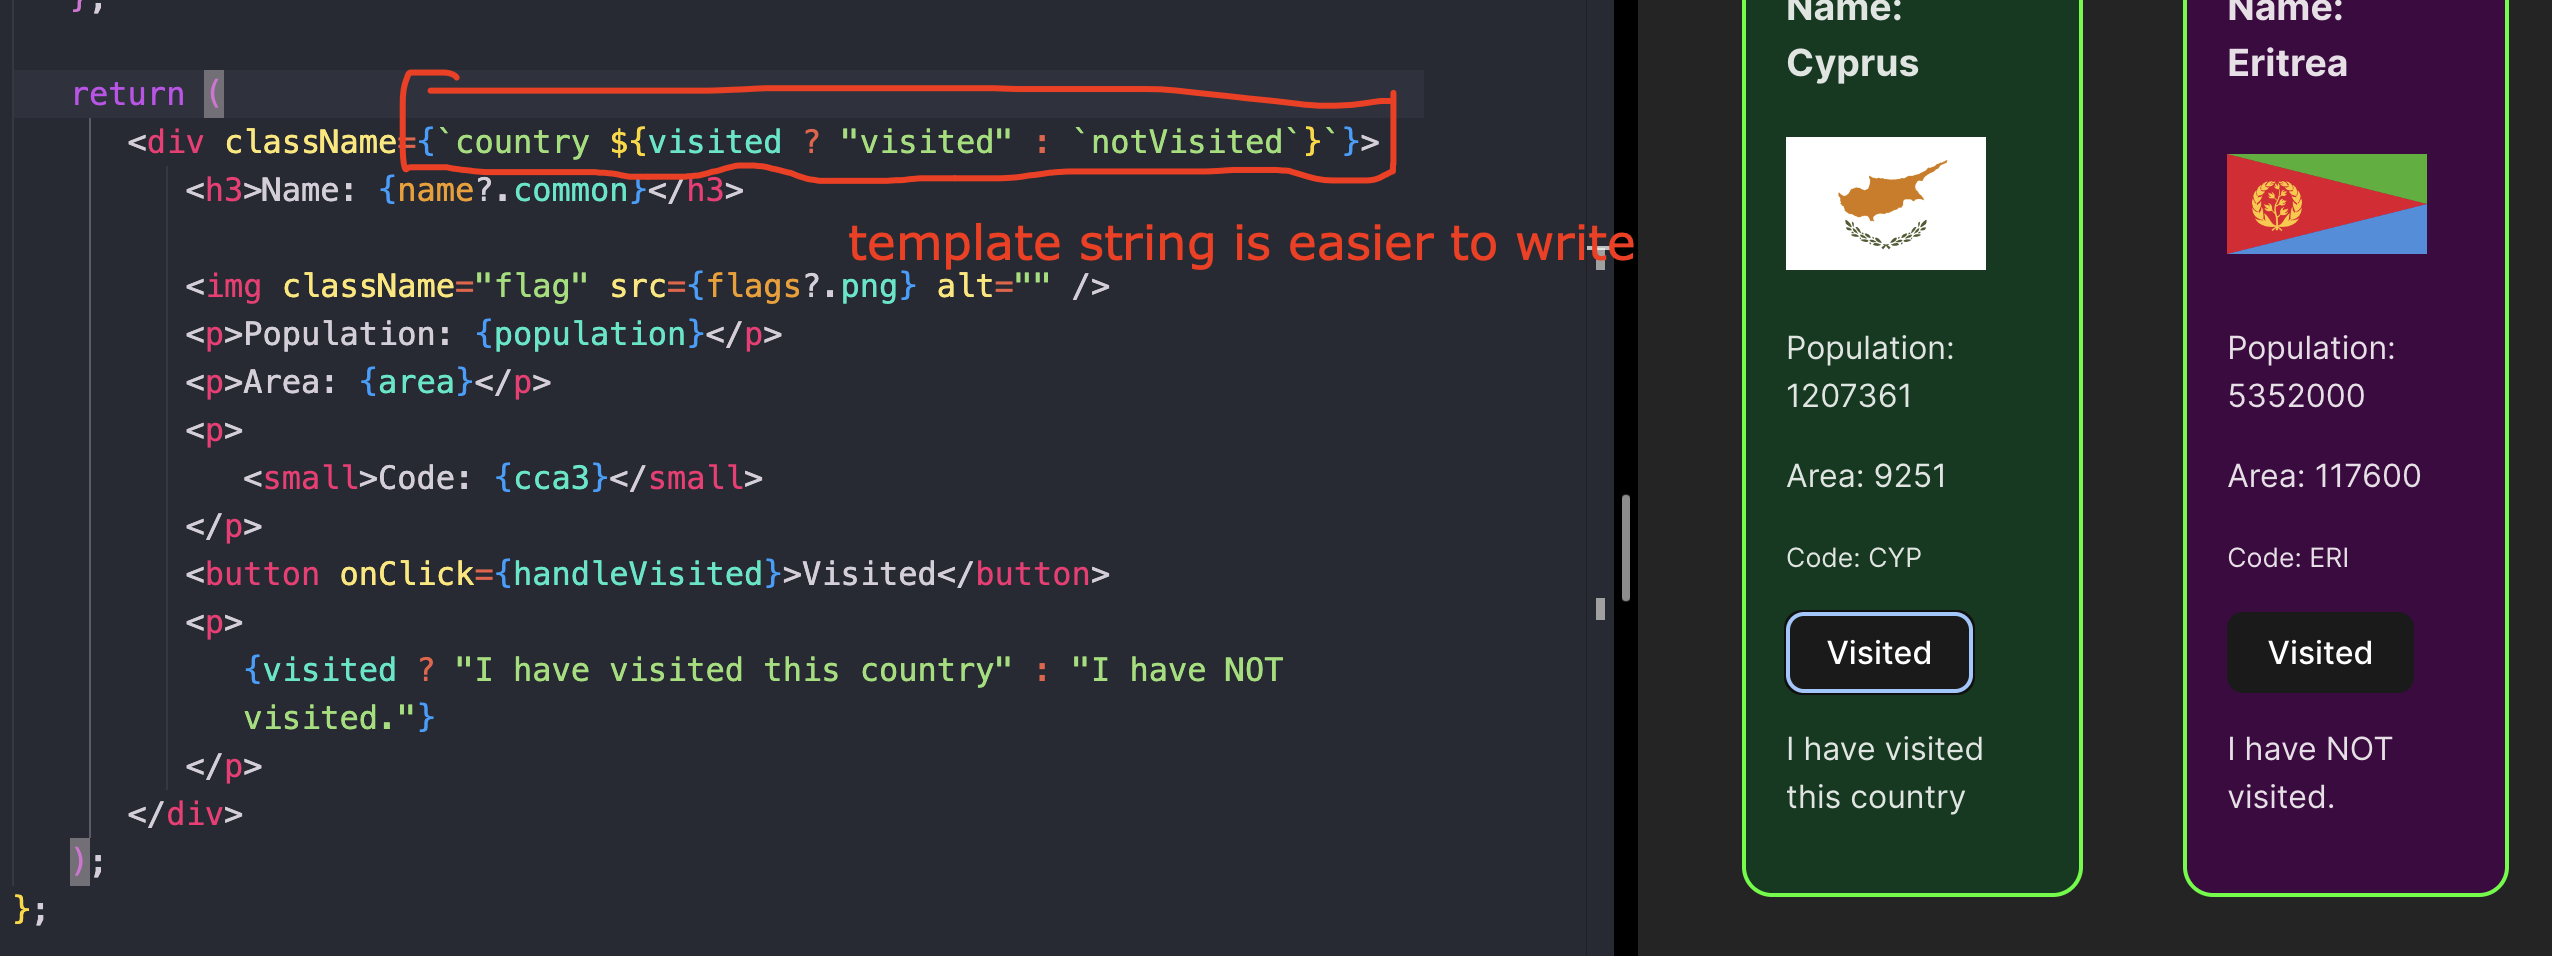 };
return (
<div className={`country ${visited ? "visited" : `notVisited`}`}>
<h3>Name: {name?.common}</h3>
template string is easier to write
<img className="flag" src={flags?.png} alt="" />
<p>Population: {population}</p>
<p>Area: {area}</p>
<p>
<small>Code: {cca3}</small>
</p>
<button onClick={handleVisited}>Visited</button>
<p>
{visited ? "I have visited this country" : "I have NOT
visited."}
</p>
</div>
);
};
Name:
Cyprus
Population:
1207361
Area: 9251
Code: CYP
Visited
I have visited
this country
Name:
Eritrea
Population:
5352000
Area: 117600
Code: ERI
Visited
I have NOT
visited.